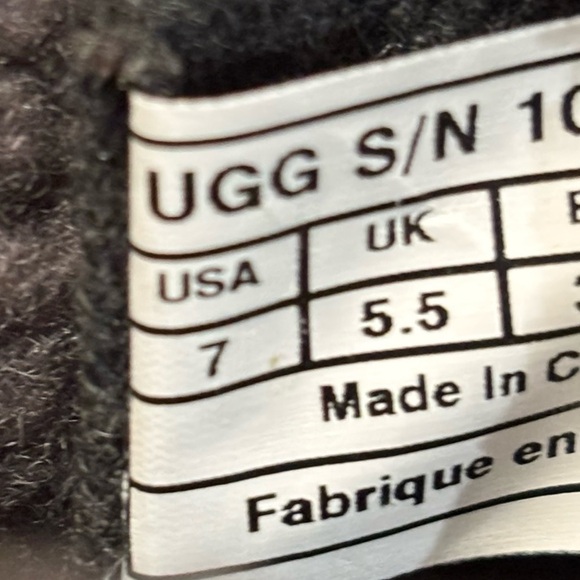 UGG S/N 10
USA UK E
7 5.5
Made In C
Fabrique en